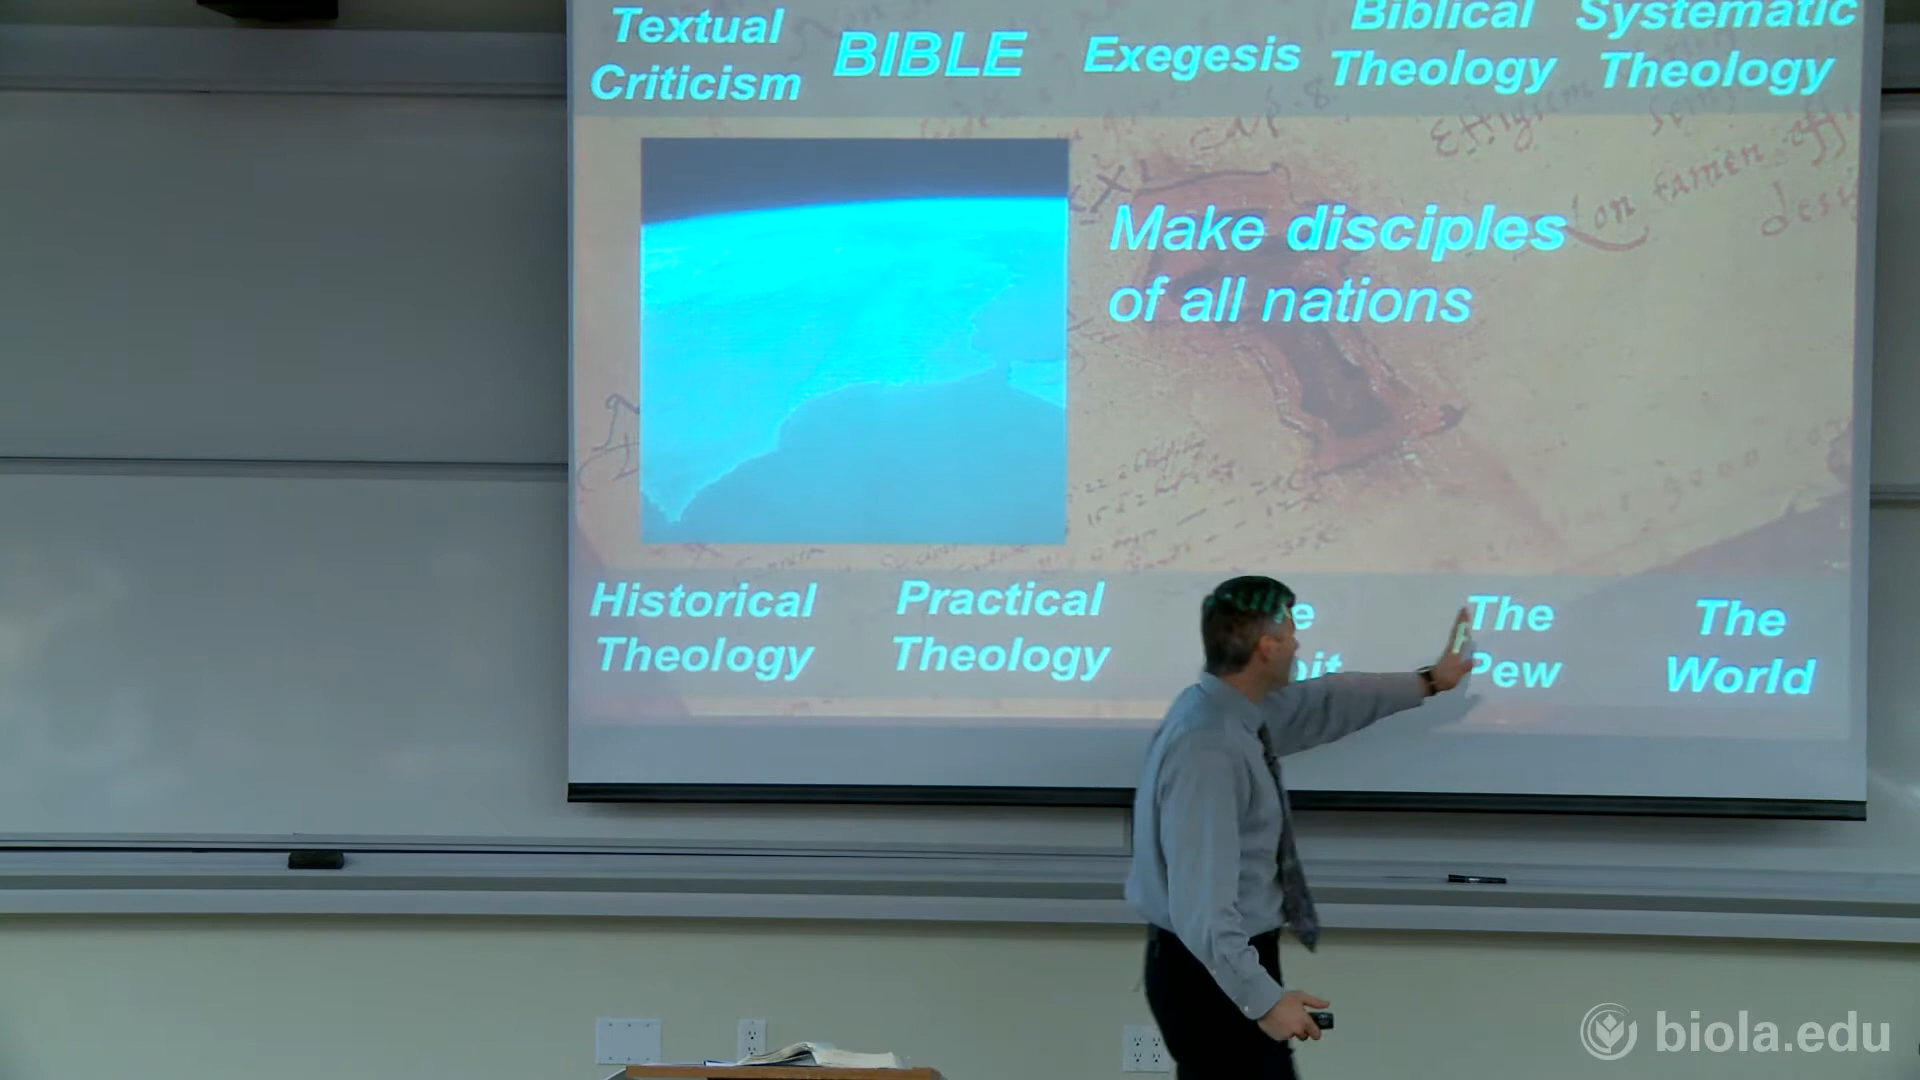 Textual
Criticism
BIBLE
Exegesis
Biblical
Theology
Systematic
Theology
Make disciples
of all nations
Historical
Theology
Practical
Theology
The
Pew
The
World
biola.edu